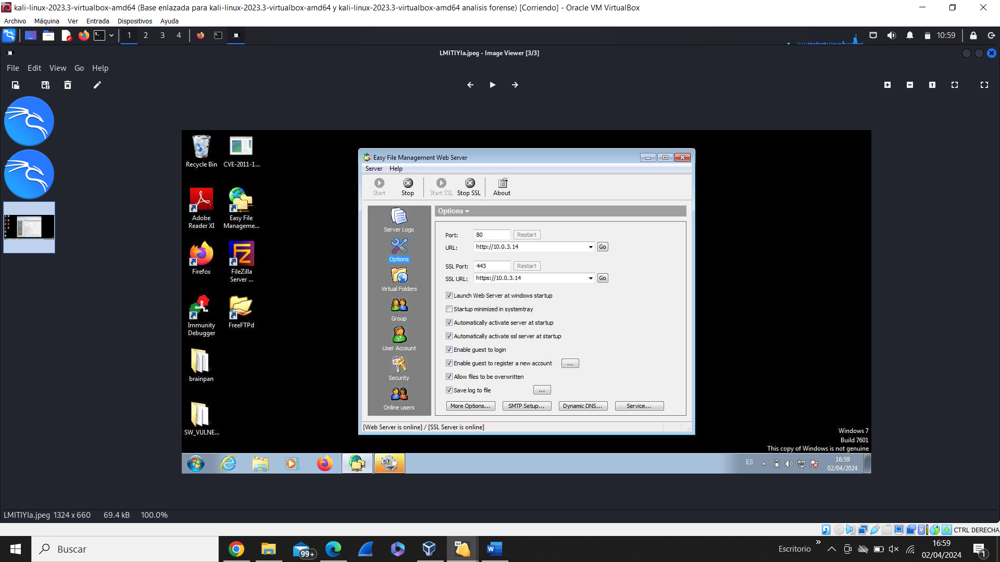 kali-linux-2023.3-virtualbox-amd64 (Base enlazada para kali-linux-2023.3-virtualbox-amd64 y kali-linux-2023.3-virtualbox-amd64 analisis forense) [Corriendo] - Oracle VM VirtualBox
Archivo Máquina Ver Entrada Dispositivos Ayuda
1 2 3 4 10:59
LMITIYIa.jpeg - Image Viewer [3/3]
File Edit View Go Help
Recycle Bin CVE-2011-1...
Adobe Reader XI
Easy File Manageme...
Firefox
FileZilla Server ...
Immunity Debugger
FreeFTPd
brainpan
SW_VULNE...
Easy File Management Web Server
Server Help
Start Stop Start SSL Stop SSL About
Server Logs
Options
Virtual Folders
Group
User Account
Security
Online users
Options
Port: 80 Restart
URL: http://10.0.3.14 Go
SSL Port: 443 Restart
SSL URL: https://10.0.3.14 Go
Launch Web Server at windows startup
Startup minimized in systemtray
Automatically activate server at startup
Automatically activate ssl server at startup
Enable guest to login
Enable guest to register a new account ...
Allow files to be overwritten
Save log to file ...
More Options... SMTP Setup... Dynamic DNS... Service...
[Web Server is online] / [SSL Server is online]
Windows 7
Build 7601
This copy of Windows is not genuine
ES 16:59
02/04/2024
LMITIYIa.jpeg 1324 x 660 69.4 kB 100.0%
CTRL DERECHA
Buscar
99+
64
Escritorio
16:59
02/04/2024
1